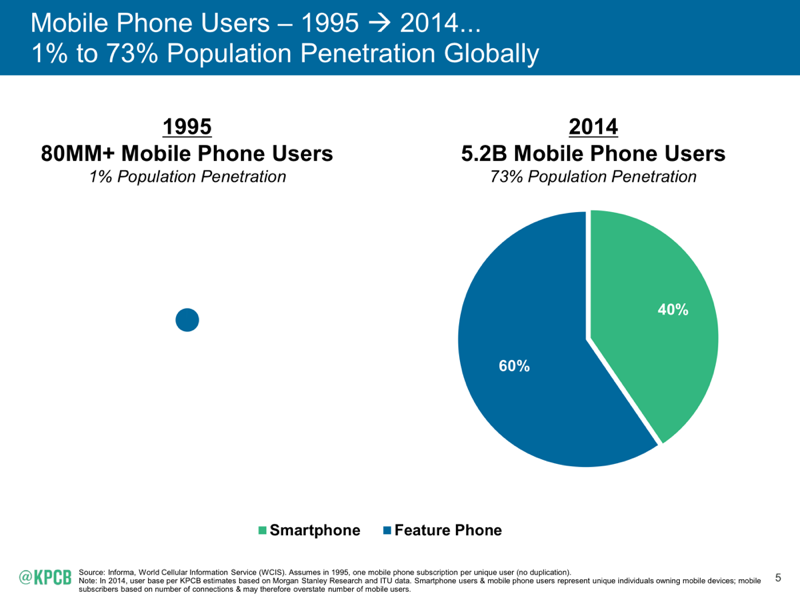 Mobile Phone Users – 1995 → 2014...
1% to 73% Population Penetration Globally
1995
80MM+ Mobile Phone Users
1% Population Penetration
2014
5.2B Mobile Phone Users
73% Population Penetration
40%
60%
Smartphone
Feature Phone
@KPCB
Source: Informa, World Cellular Information Service (WCIS). Assumes in 1995, one mobile phone subscription per unique user (no duplication).
Note: In 2014, user base per KPCB estimates based on Morgan Stanley Research and ITU data. Smartphone users & mobile phone users represent unique individuals owning mobile devices; mobile
subscribers based on number of connections & may therefore overstate number of mobile users.
5